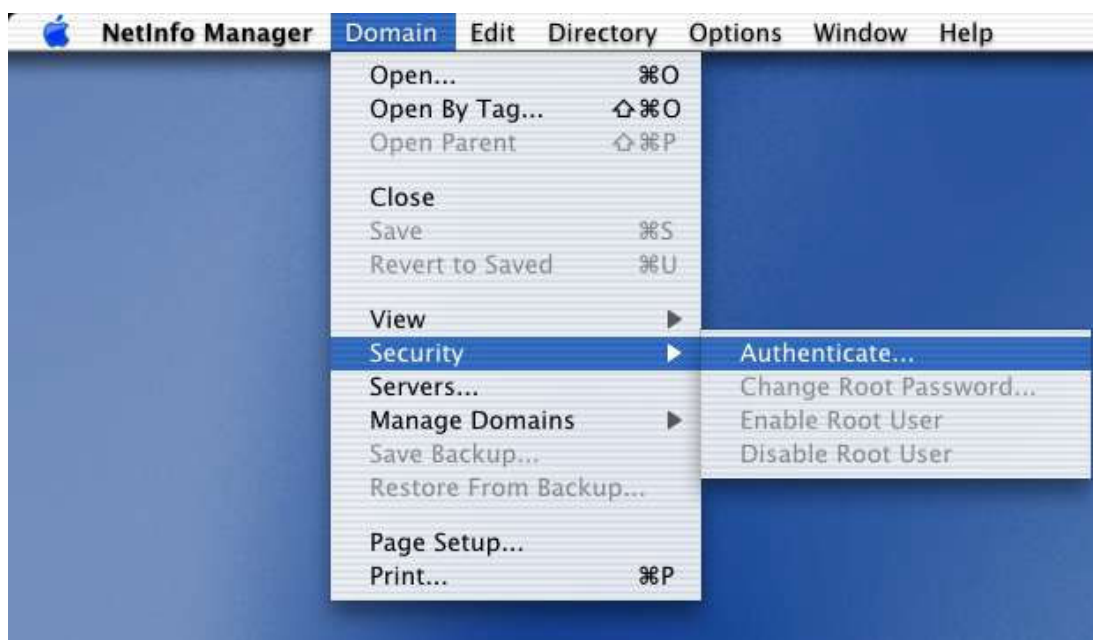 NetInfo Manager Domain Edit Directory Options Window Help
Open... ⌘O
Open By Tag... ⇧⌘O
Open Parent ⇧⌘P
Close
Save ⌘S
Revert to Saved ⌘U
View
Security
Authenticate...
Servers...
Change Root Password...
Manage Domains
Enable Root User
Save Backup...
Disable Root User
Restore From Backup...
Page Setup...
Print... ⌘P